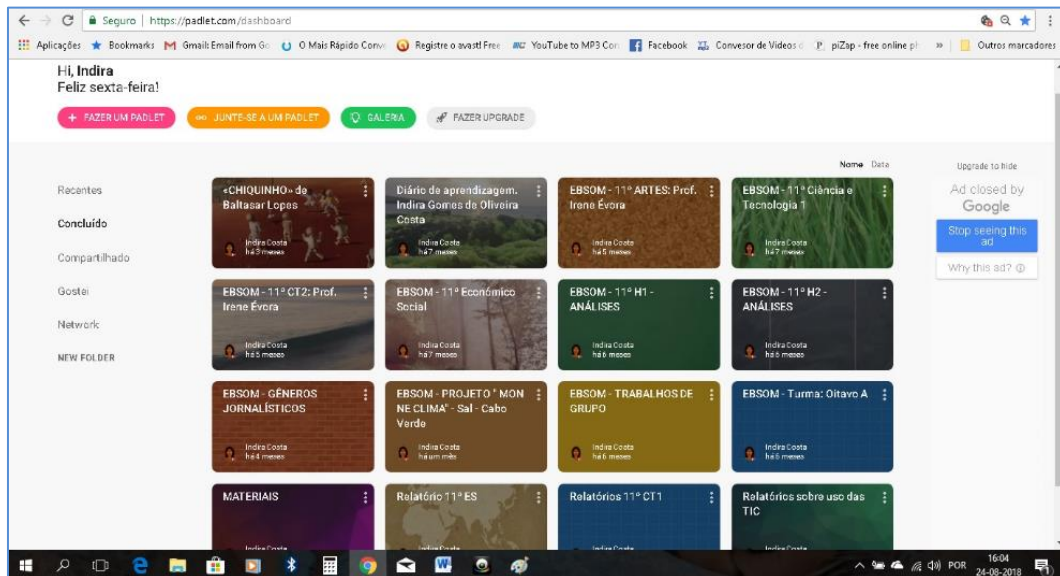 Seguro | https://padlet.com/dashboard
Aplicações Bookmarks Gmail: Email from Go O Mais Rápido Conve Registre o avast! Free YouTube to MP3 Con Facebook Convesor de Videos piZap - free online ph » Outros marcadores
Hi, Indira
Feliz sexta-feira!
+ FAZER UM PADLET JUNTE-SE A UM PADLET GALERIA FAZER UPGRADE
Nome Data
Upgrade to hide
Ad closed by
Google
Stop seeing this
ad
Why this ad?
Recentes
Concluído
Compartilhado
Gostei
Network
NEW FOLDER
«CHIQUINHO» de
Baltasar Lopes
Indira Costa
há 3 meses
Diário de aprendizagem.
Indira Gomes de Oliveira
Costa
Indira Costa
há 7 meses
EBSOM - 11º ARTES: Prof.
Irene Évora
Indira Costa
há 5 meses
EBSOM - 11º Ciência e
Tecnologia 1
Indira Costa
há 7 meses
EBSOM - 11º CT2: Prof.
Irene Évora
Indira Costa
há 5 meses
EBSOM - 11º Económico
Social
Indira Costa
há 7 meses
EBSOM - 11º H1 -
ANÁLISES
Indira Costa
há 6 meses
EBSOM - 11º H2 -
ANÁLISES
Indira Costa
há 6 meses
EBSOM - GÊNEROS
JORNALÍSTICOS
Indira Costa
há 4 meses
EBSOM - PROJETO " MON
NE CLIMA" - Sal - Cabo
Verde
Indira Costa
há um mês
EBSOM - TRABALHOS DE
GRUPO
Indira Costa
há 6 meses
EBSOM - Turma: Oitavo A
Indira Costa
há 6 meses
MATERIAIS
Indira Costa
Relatório 11º ES
Indira Costa
Relatórios 11º CT1
Indira Costa
Relatórios sobre uso das
TIC
Indira Costa
POR
16:04
24-08-2018